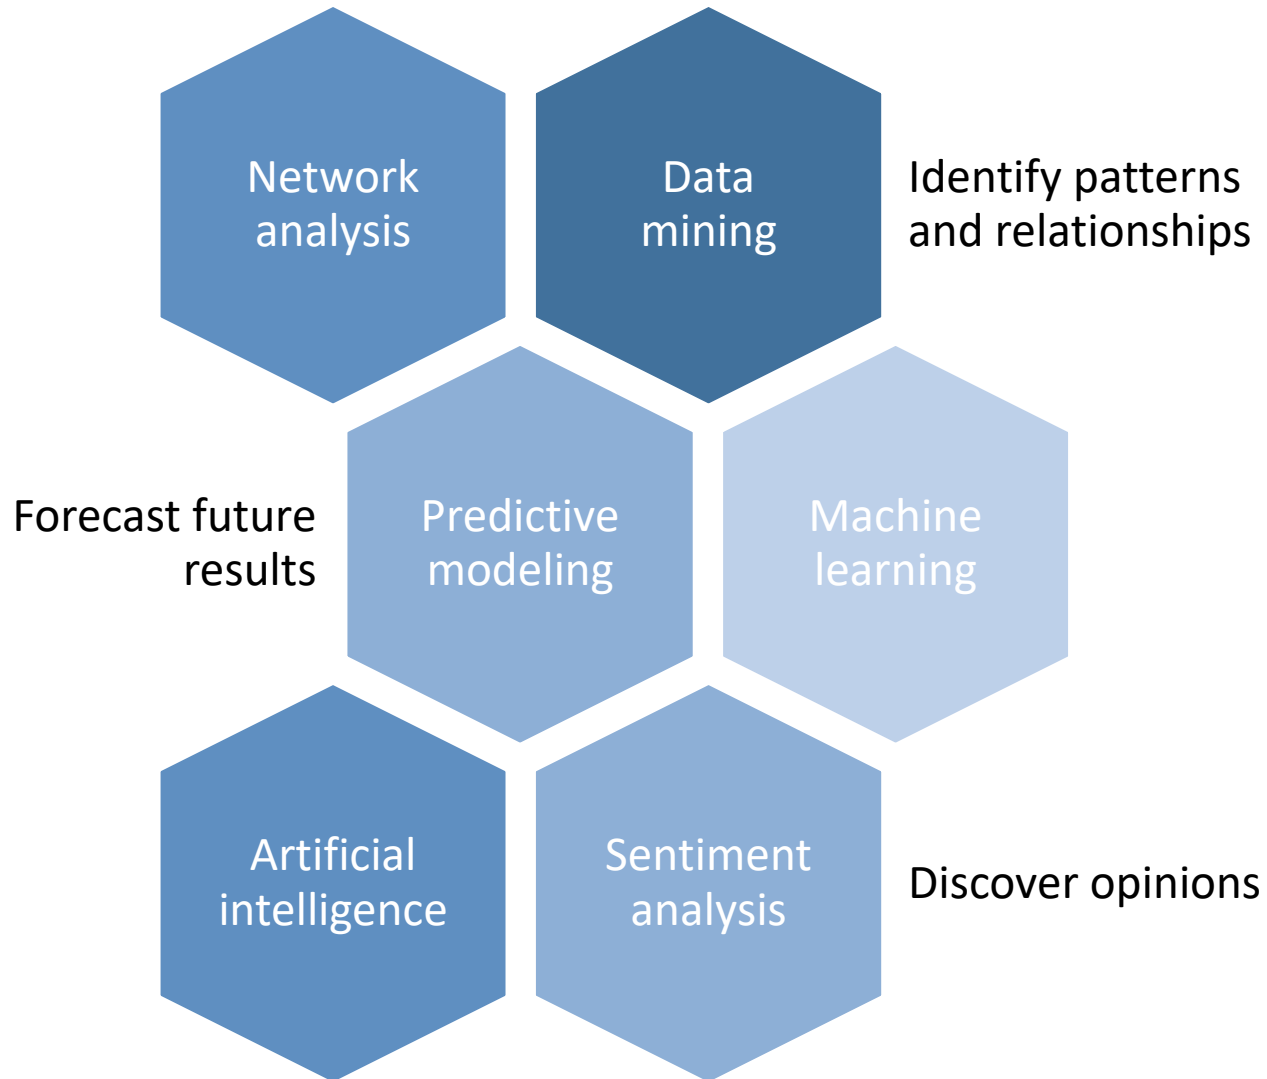 Network
analysis
Data
mining
Identify patterns
and relationships
Forecast future
results
Predictive
modeling
Machine
learning
Artificial
intelligence
Sentiment
analysis
Discover opinions